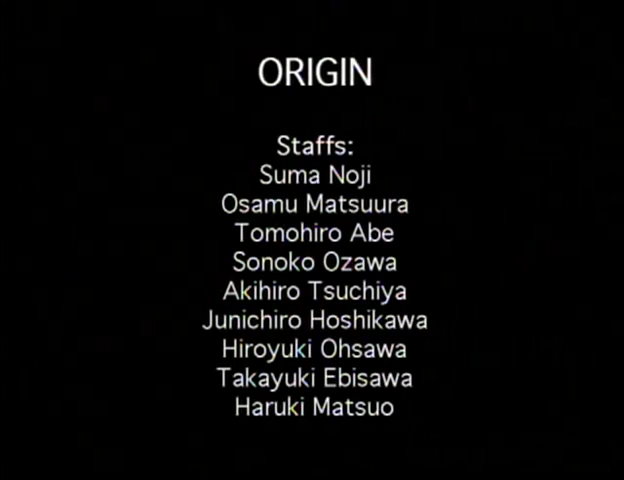 ORIGIN
Staffs:
Suma Noji
Osamu Matsuura
Tomohiro Abe
Sonoko Ozawa
Akihiro Tsuchiya
Junichiro Hoshikawa
Hiroyuki Ohsawa
Takayuki Ebisawa
Haruki Matsuo